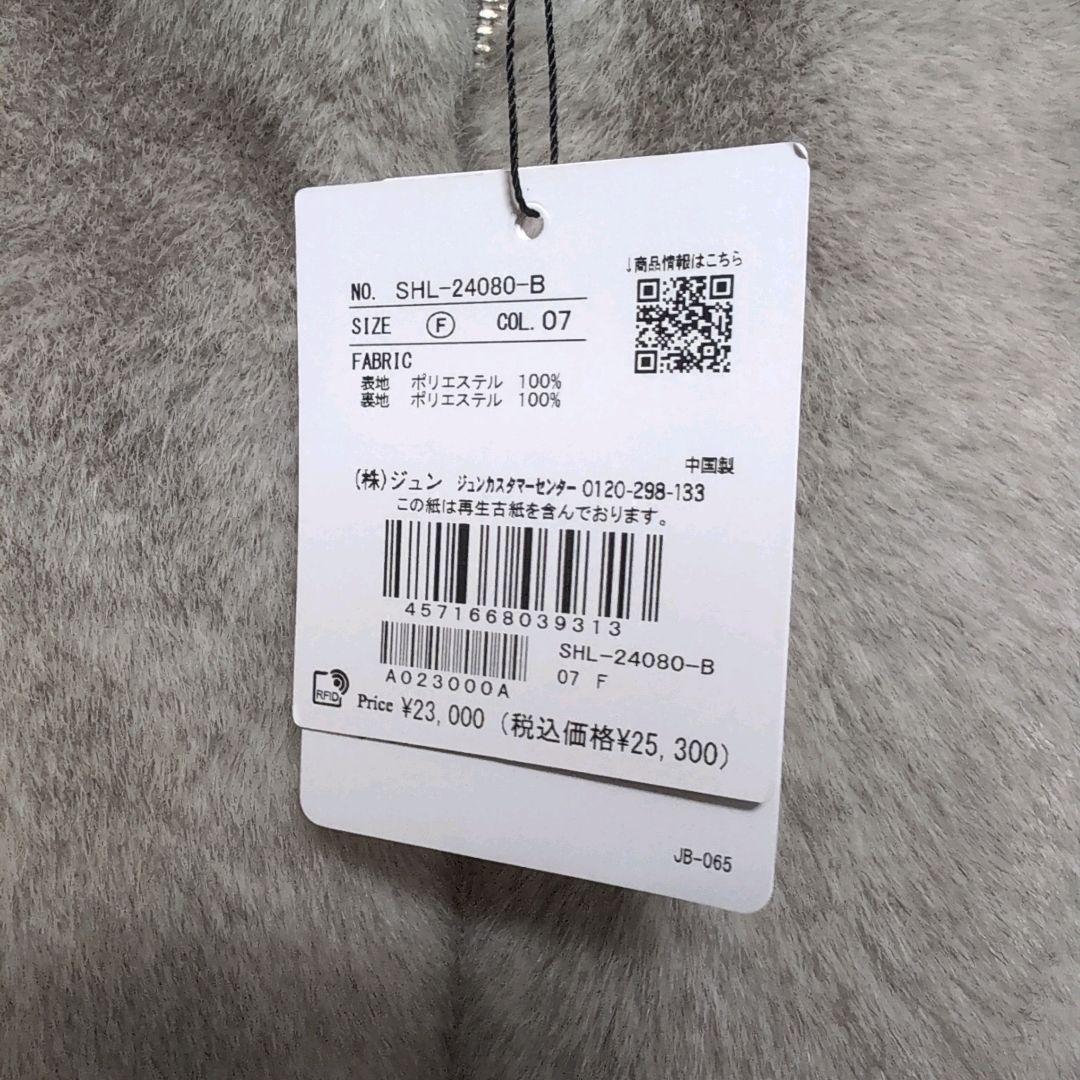 ↓商品情報はこちら
NO. SHL-24080-B
SIZE Ⓕ COL. 07
FABRIC
表地 ポリエステル 100%
裏地 ポリエステル 100%
中国製
(株)ジュン ジュンカスタマーセンター 0120-298-133
この紙は再生古紙を含んでおります。
4571668039313
SHL-24080-B
A023000A
07 F
RFID
Price ¥23,000 (税込価格¥25,300)
JB-065